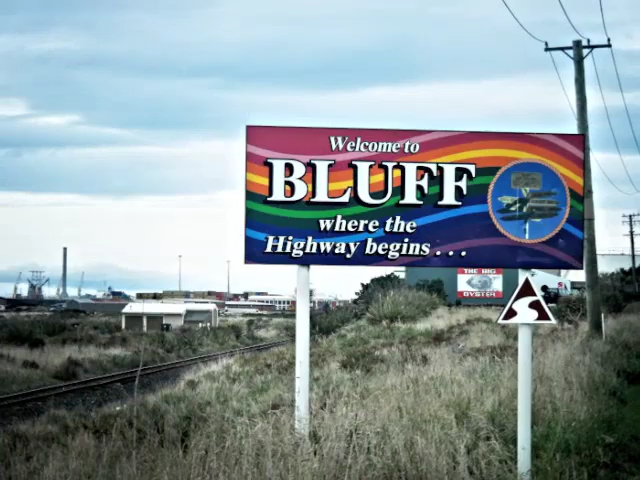 Welcome to
BLUFF
where the
Highway begins...
THE BIG
OYSTER